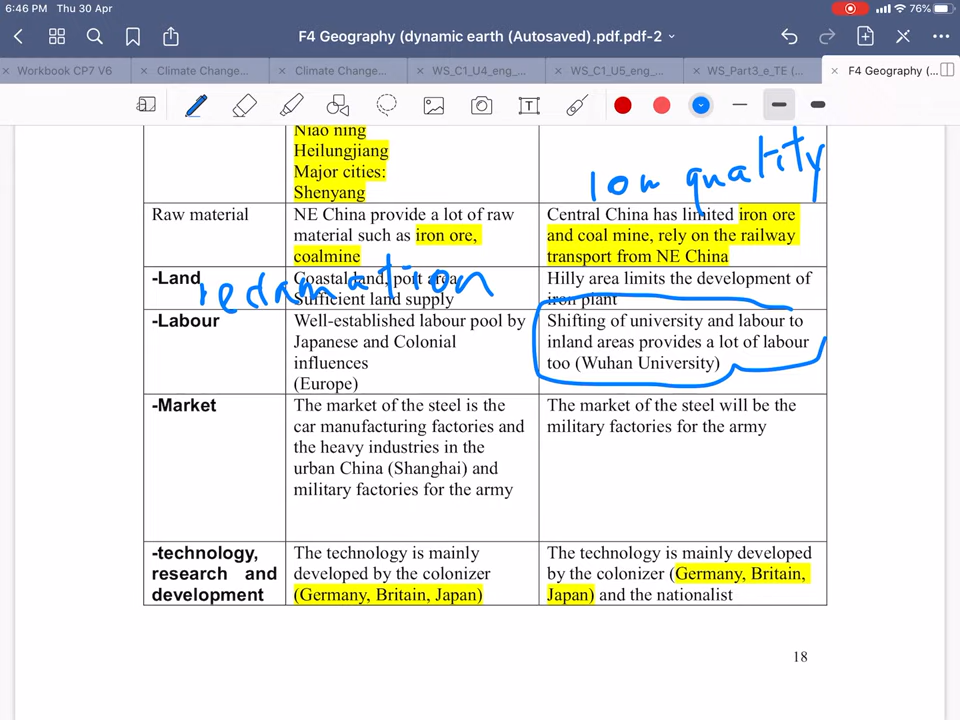 6:46 PM Thu 30 Apr
76%
F4 Geography (dynamic earth (Autosaved).pdf.pdf-2
Workbook CP7 V6
Climate Change...
Climate Change...
WS_C1_U4_eng_...
WS_C1_U5_eng_...
WS_Part3_e_TE (...
F4 Geography (...
T
Niao ning
Heilungjiang
Major cities:
Shenyang
low quality
Raw material
NE China provide a lot of raw
material such as iron ore,
coalmine
Central China has limited iron ore
and coal mine, rely on the railway
transport from NE China
-Land
reclamation
Coastal land, port area
Sufficient land supply
Hilly area limits the development of
iron plant
-Labour
Well-established labour pool by
Japanese and Colonial
influences
(Europe)
Shifting of university and labour to
inland areas provides a lot of labour
too (Wuhan University)
-Market
The market of the steel is the
car manufacturing factories and
the heavy industries in the
urban China (Shanghai) and
military factories for the army
The market of the steel will be the
military factories for the army
-technology,
research and
development
The technology is mainly
developed by the colonizer
(Germany, Britain, Japan)
The technology is mainly developed
by the colonizer (Germany, Britain,
Japan) and the nationalist
18